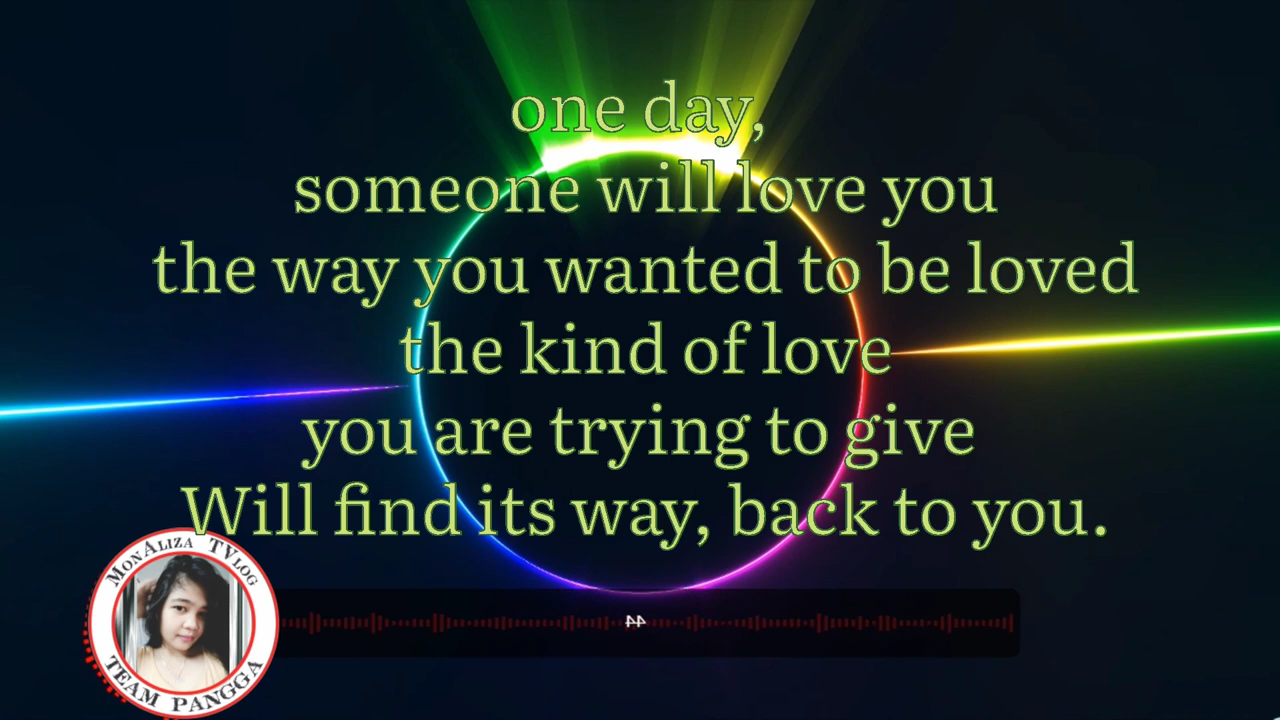 one day,
someone will love you
the way you wanted to be loved
the kind of love
you are trying to give
Will find its way, back to you.
MonAliza TVlog
TEAM PANGGA
44